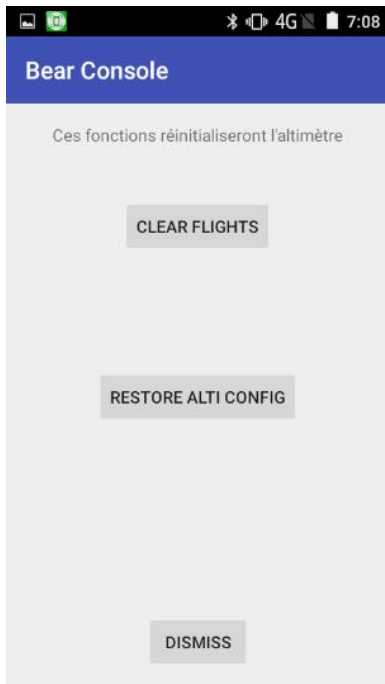 4G 7:08
Bear Console
Ces fonctions réinitialiseront l'altimètre
CLEAR FLIGHTS
RESTORE ALTI CONFIG
DISMISS